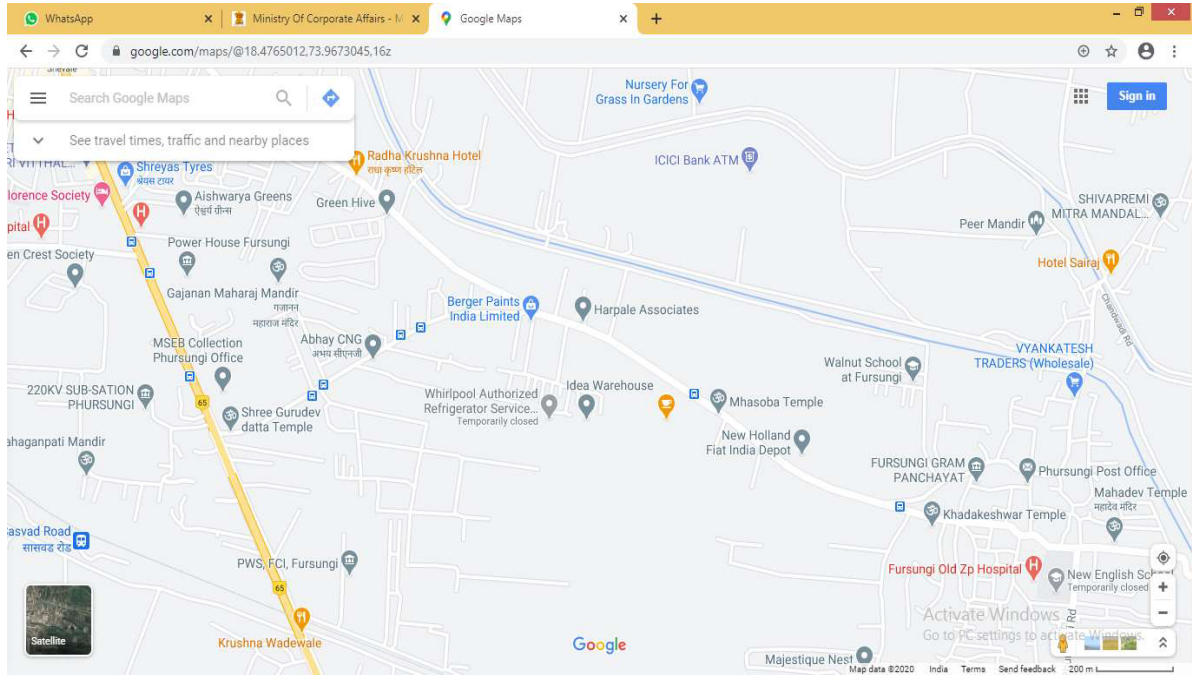 WhatsApp
Ministry Of Corporate Affairs - M
Google Maps
google.com/maps/@18.4765012,73.9673045,16z
Search Google Maps
See travel times, traffic and nearby places
Sign in
Nursery For
Grass In Gardens
Radha Krushna Hotel
राधा कृष्ण हॉटेल
ICICI Bank ATM
Shreyas Tyres
श्रेयस टायर
lorence Society
Aishwarya Greens
ऐश्वर्य ग्रीन्स
Green Hive
SHIVAPREMI
MITRA MANDAL...
Peer Mandir
pital
en Crest Society
Power House Fursungi
Hotel Sairaj
Gajanan Maharaj Mandir
गजानन
महाराज मंदिर
Chandwadi Rd
Berger Paints
India Limited
Harpale Associates
MSEB Collection
Phursungi Office
Abhay CNG
अभय सीएनजी
VYANKATESH
TRADERS (Wholesale)
Walnut School
at Fursungi
220KV SUB-SATION
PHURSUNGI
65
Shree Gurudev
datta Temple
Whirlpool Authorized
Refrigerator Service...
Temporarily closed
Idea Warehouse
Mhasoba Temple
ahaganpati Mandir
New Holland
Fiat India Depot
FURSUNGI GRAM
PANCHAYAT
Phursungi Post Office
Mahadev Temple
महादेव मंदिर
Khadakeshwar Temple
asvad Road
सासवड रोड
PWS, FCI, Fursungi
65
Fursungi Old Zp Hospital
New English School
Temporarily closed
Krushna Wadewale
Satellite
Google
Activate Windows
Go to PC settings to activate Windows.
Majestique Nest
Map data ©2020 India Terms Send feedback 200 m